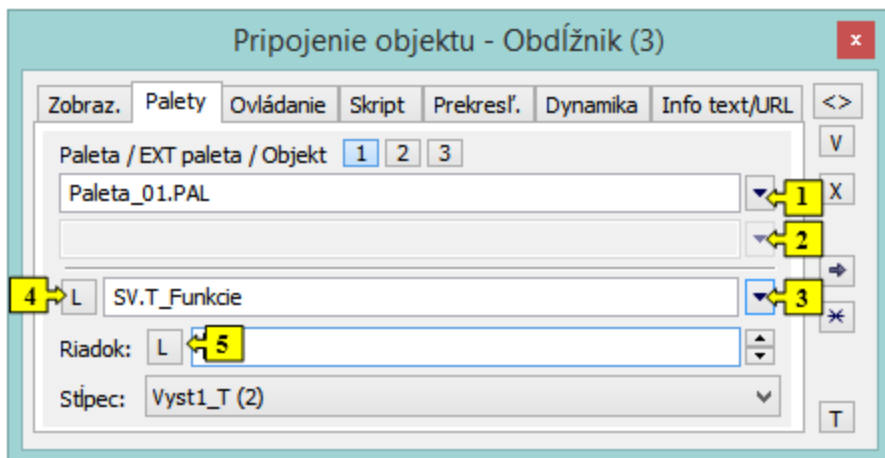 Pripojenie objektu - Obdĺžnik (3) x
Zobraz. Palety Ovládanie Skript Prekresľ. Dynamika Info text/URL <>
Paleta / EXT paleta / Objekt 1 2 3 V
Paleta_01.PAL 1 X
2
4 L SV.T_Funkcie 3
Riadok: L 5
Stĺpec: Vyst1_T (2)
T